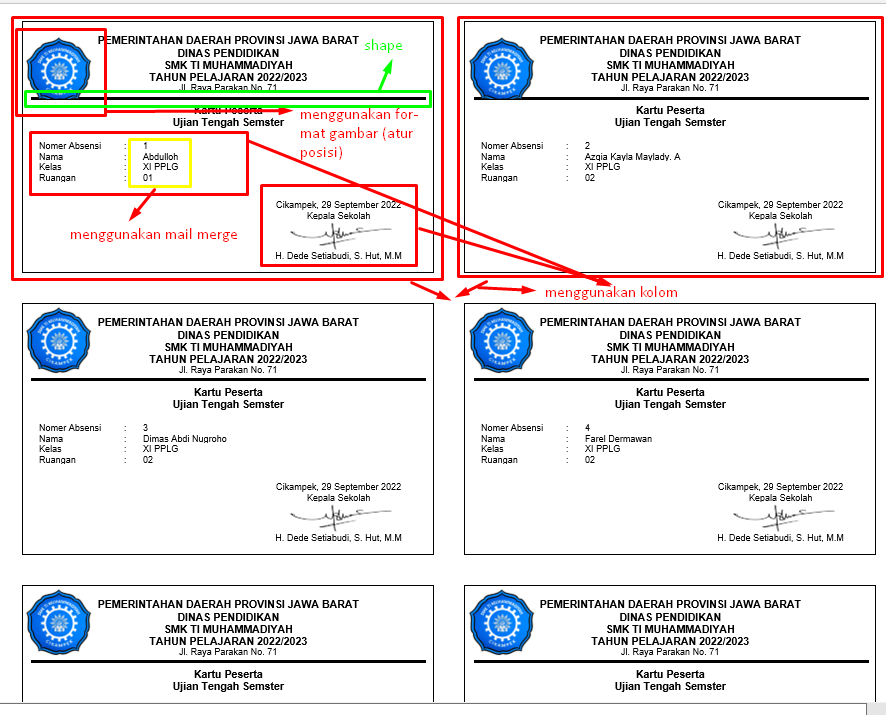 PEMERINTAHAN DAERAH PROVINSI JAWA BARAT
DINAS PENDIDIKAN
SMK TI MUHAMMADIYAH
TAHUN PELAJARAN 2022/2023
Jl. Raya Parakan No. 71
shape
Kartu Peserta
Ujian Tengah Semster
menggunakan for-
mat gambar (atur
posisi)
Nomer Absensi : 1
Nama : Abdulloh
Kelas : XI PPLG
Ruangan : 01
menggunakan mail merge
Cikampek, 29 September 2022
Kepala Sekolah
H. Dede Setiabudi, S. Hut, M.M
PEMERINTAHAN DAERAH PROVINSI JAWA BARAT
DINAS PENDIDIKAN
SMK TI MUHAMMADIYAH
TAHUN PELAJARAN 2022/2023
Jl. Raya Parakan No. 71
Kartu Peserta
Ujian Tengah Semster
Nomer Absensi : 2
Nama : Azqia Kayla Maylady. A
Kelas : XI PPLG
Ruangan : 02
Cikampek, 29 September 2022
Kepala Sekolah
H. Dede Setiabudi, S. Hut, M.M
menggunakan kolom
PEMERINTAHAN DAERAH PROVINSI JAWA BARAT
DINAS PENDIDIKAN
SMK TI MUHAMMADIYAH
TAHUN PELAJARAN 2022/2023
Jl. Raya Parakan No. 71
Kartu Peserta
Ujian Tengah Semster
Nomer Absensi : 3
Nama : Dimas Abdi Nugroho
Kelas : XI PPLG
Ruangan : 02
Cikampek, 29 September 2022
Kepala Sekolah
H. Dede Setiabudi, S. Hut, M.M
PEMERINTAHAN DAERAH PROVINSI JAWA BARAT
DINAS PENDIDIKAN
SMK TI MUHAMMADIYAH
TAHUN PELAJARAN 2022/2023
Jl. Raya Parakan No. 71
Kartu Peserta
Ujian Tengah Semster
Nomer Absensi : 4
Nama : Farel Dermawan
Kelas : XI PPLG
Ruangan : 02
Cikampek, 29 September 2022
Kepala Sekolah
H. Dede Setiabudi, S. Hut, M.M
PEMERINTAHAN DAERAH PROVINSI JAWA BARAT
DINAS PENDIDIKAN
SMK TI MUHAMMADIYAH
TAHUN PELAJARAN 2022/2023
Jl. Raya Parakan No. 71
Kartu Peserta
Ujian Tengah Semster
PEMERINTAHAN DAERAH PROVINSI JAWA BARAT
DINAS PENDIDIKAN
SMK TI MUHAMMADIYAH
TAHUN PELAJARAN 2022/2023
Jl. Raya Parakan No. 71
Kartu Peserta
Ujian Tengah Semster